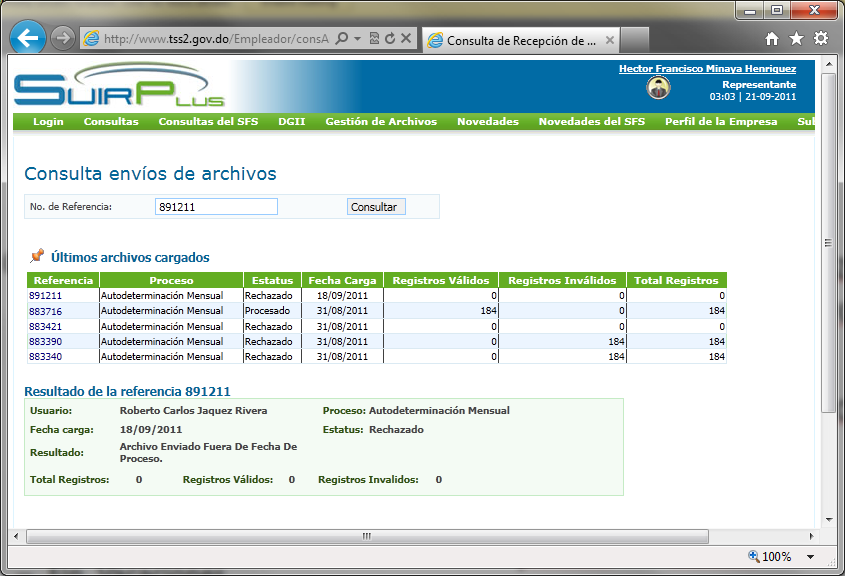 http://www.tss2.gov.do/Empleador/consA
Consulta de Recepción de ...
SuirPlus
Hector Francisco Minaya Henriquez
Representante
03:03 | 21-09-2011
Login Consultas Consultas del SFS DGII Gestión de Archivos Novedades Novedades del SFS Perfil de la Empresa Sul
Consulta envíos de archivos
No. de Referencia: 891211 Consultar
Últimos archivos cargados
Referencia Proceso Estatus Fecha Carga Registros Válidos Registros Inválidos Total Registros
891211 Autodeterminación Mensual Rechazado 18/09/2011 0 0 0
883716 Autodeterminación Mensual Procesado 31/08/2011 184 0 184
883421 Autodeterminación Mensual Rechazado 31/08/2011 0 0 0
883390 Autodeterminación Mensual Rechazado 31/08/2011 0 184 184
883340 Autodeterminación Mensual Rechazado 31/08/2011 0 184 184
Resultado de la referencia 891211
Usuario: Roberto Carlos Jaquez Rivera Proceso: Autodeterminación Mensual
Fecha carga: 18/09/2011 Estatus: Rechazado
Resultado: Archivo Enviado Fuera De Fecha De
Proceso.
Total Registros: 0 Registros Válidos: 0 Registros Invalidos: 0
100%